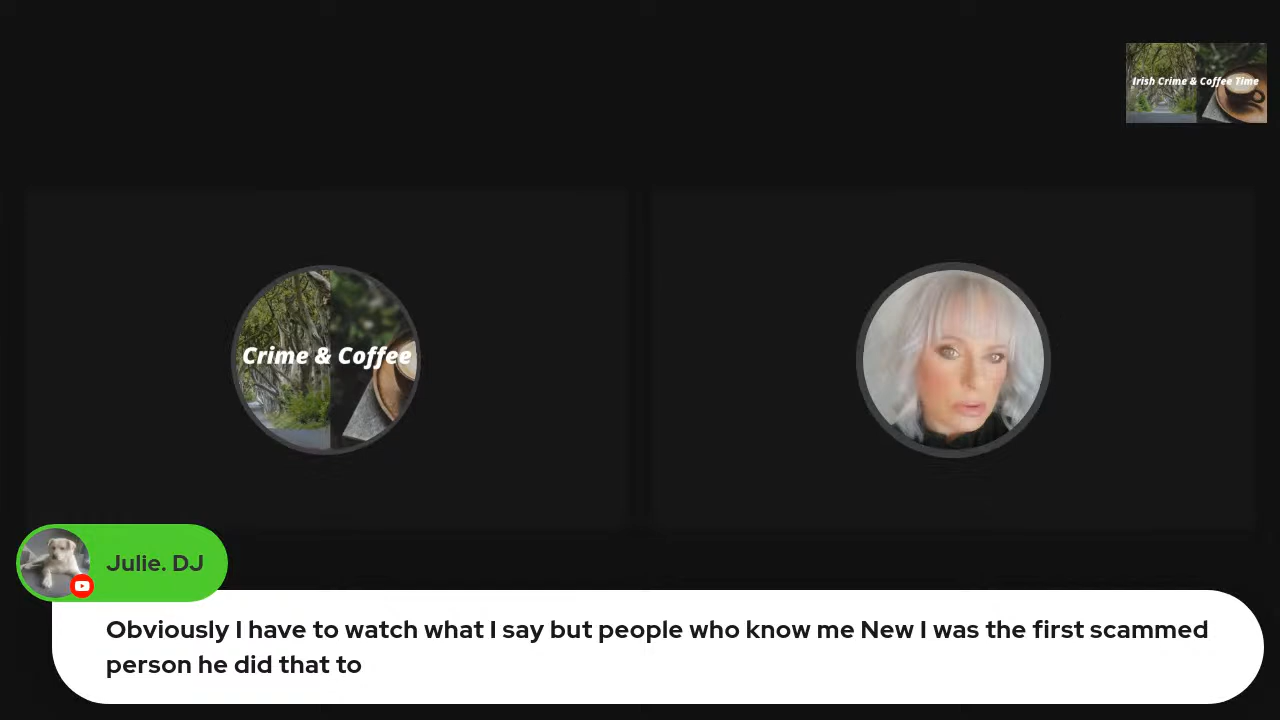 Irish Crime & Coffee Time
Crime & Coffee
Julie. DJ
Obviously I have to watch what I say but people who know me New I was the first scammed
person he did that to